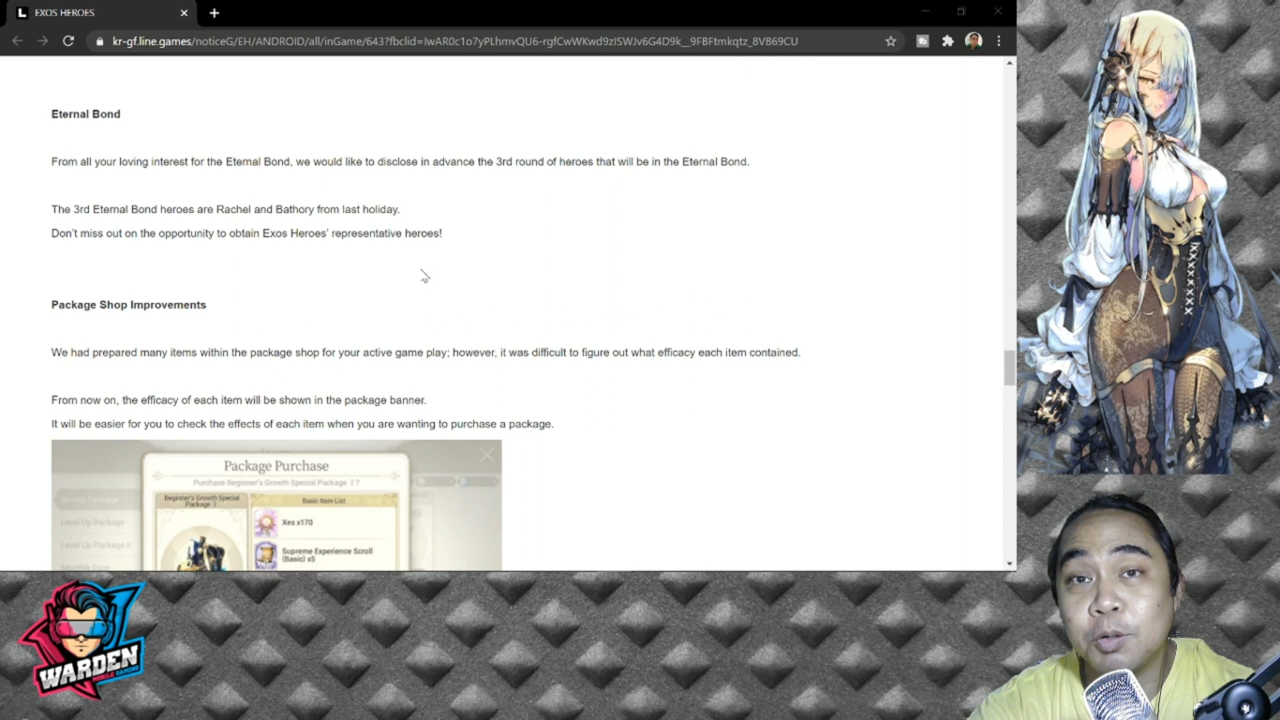 EXOS HEROES
kr-gf.line.games/noticeG/EH/ANDROID/all/inGame/643?fbclid=IwAR0c1o7yPLhmvQU6-rgfCwWKwd9zISWJv6G4D9k__9FBFtmkqtz_8VB69CU
Eternal Bond
From all your loving interest for the Eternal Bond, we would like to disclose in advance the 3rd round of heroes that will be in the Eternal Bond.
The 3rd Eternal Bond heroes are Rachel and Bathory from last holiday.
Don't miss out on the opportunity to obtain Exos Heroes' representative heroes!
Package Shop Improvements
We had prepared many items within the package shop for your active game play; however, it was difficult to figure out what efficacy each item contained.
From now on, the efficacy of each item will be shown in the package banner.
It will be easier for you to check the effects of each item when you are wanting to purchase a package.
Package Purchase
Purchase Beginner's Growth Special Package I ?
Beginner's Growth Special
Package I
Basic Item List
Xes x170
Level Up Package
Level Up Package II
Supreme Experience Scroll
(Basic) x5
WARDEN
MOBILE GAMING